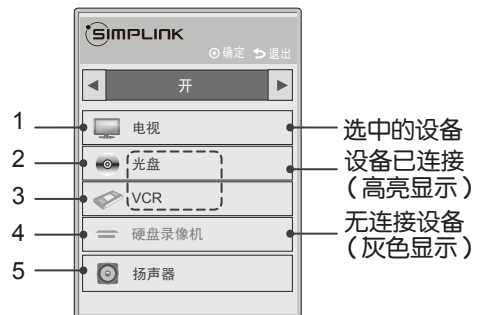 SIMPLINK
确定 退出
◀ 开 ▶
1 电视 选中的设备
2 光盘 设备已连接
（高亮显示）
3 VCR
4 硬盘录像机 无连接设备
（灰色显示）
5 扬声器